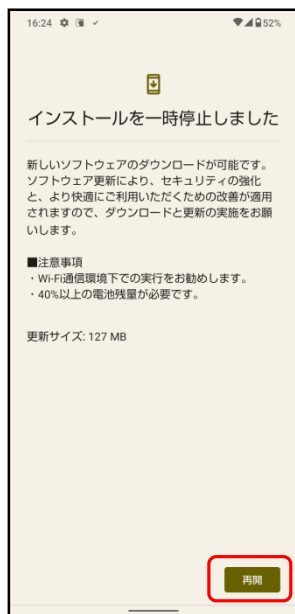 16:24 52%
インストールを一時停止しました
新しいソフトウェアのダウンロードが可能です。
ソフトウェア更新により、セキュリティの強化
と、より快適にご利用いただくための改善が適用
されますので、ダウンロードと更新の実施をお願
いします。
■注意事項
・Wi-Fi通信環境下での実行をお勧めします。
・40%以上の電池残量が必要です。
更新サイズ: 127 MB
再開